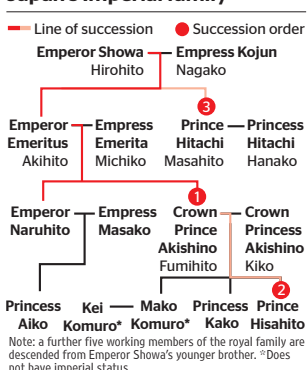 Japan's imperial family
Line of succession
Succession order
Emperor Showa
Hirohito
Empress Kojun
Nagako
3
Emperor
Emeritus
Akihito
Empress
Emerita
Michiko
Prince
Hitachi
Masahito
Princess
Hitachi
Hanako
1
Emperor
Naruhito
Empress
Masako
Crown
Prince
Akishino
Fumihito
Crown
Princess
Akishino
Kiko
2
Princess
Aiko
Kei
Komuro*
Mako
Komuro*
Princess
Kako
Prince
Hisahito
Note: a further five working members of the royal family are
descended from Emperor Showa's younger brother. *Does
not have imperial status